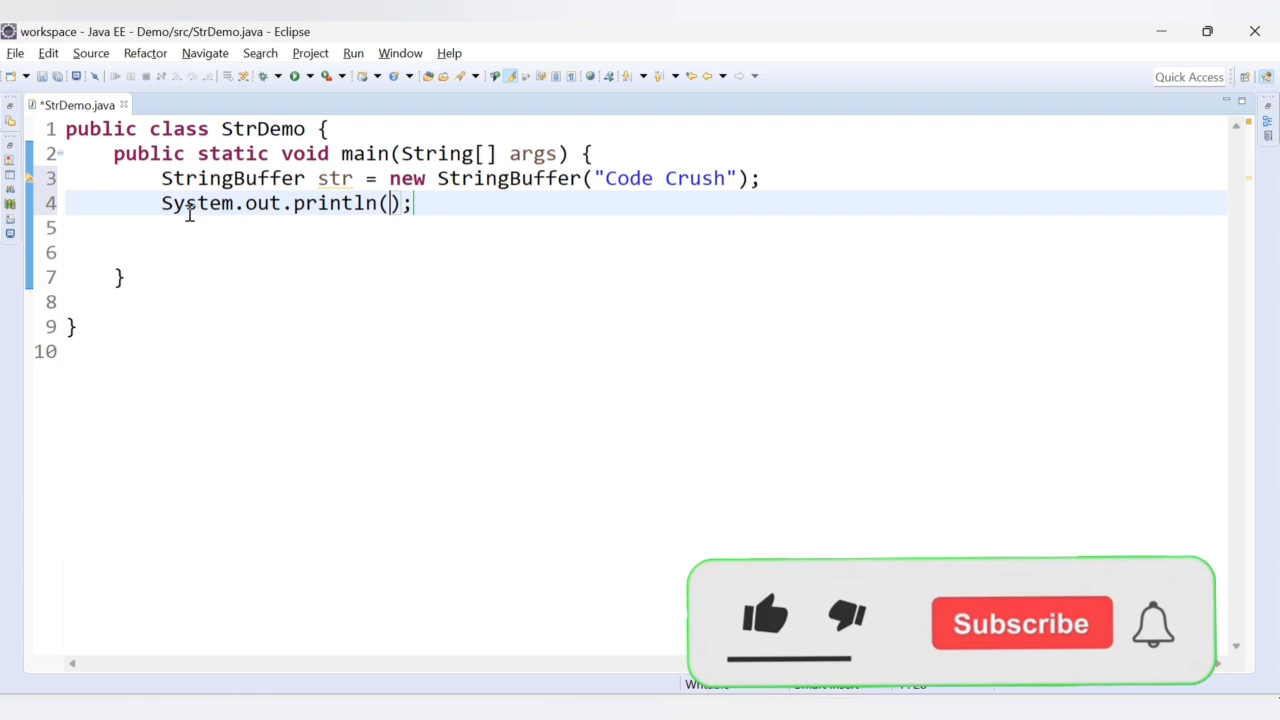 workspace - Java EE - Demo/src/StrDemo.java - Eclipse
File Edit Source Refactor Navigate Search Project Run Window Help
Quick Access
*StrDemo.java
1 public class StrDemo {
2 public static void main(String[] args) {
3 StringBuffer str = new StringBuffer("Code Crush");
4 System.out.println();
5
6
7 }
8
9 }
10
Subscribe